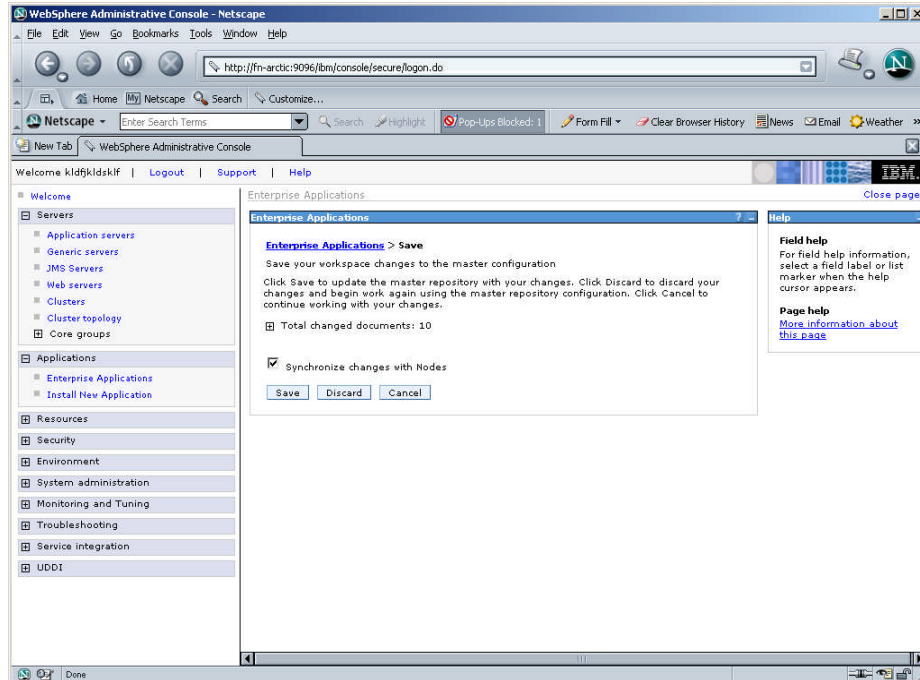 WebSphere Administrative Console - Netscape
File Edit View Go Bookmarks Tools Window Help
http://fn-arctic:9096/ibm/console/secure/logon.do
Home My Netscape Search Customize...
Netscape Enter Search Terms Search Highlight Pop-Ups Blocked: 1 Form Fill Clear Browser History News Email Weather »
New Tab WebSphere Administrative Console
Welcome kldfjkldsklf | Logout | Support | Help
IBM.
Welcome
Servers
Application servers
Generic servers
JMS Servers
Web servers
Clusters
Cluster topology
Core groups
Applications
Enterprise Applications
Install New Application
Resources
Security
Environment
System administration
Monitoring and Tuning
Troubleshooting
Service integration
UDDI
Enterprise Applications
Close page
Enterprise Applications ? -
Enterprise Applications > Save
Save your workspace changes to the master configuration
Click Save to update the master repository with your changes. Click Discard to discard your
changes and begin work again using the master repository configuration. Click Cancel to
continue working with your changes.
Total changed documents: 10
Synchronize changes with Nodes
Save Discard Cancel
Help
Field help
For field help information,
select a field label or list
marker when the help
cursor appears.
Page help
More information about
this page
Done